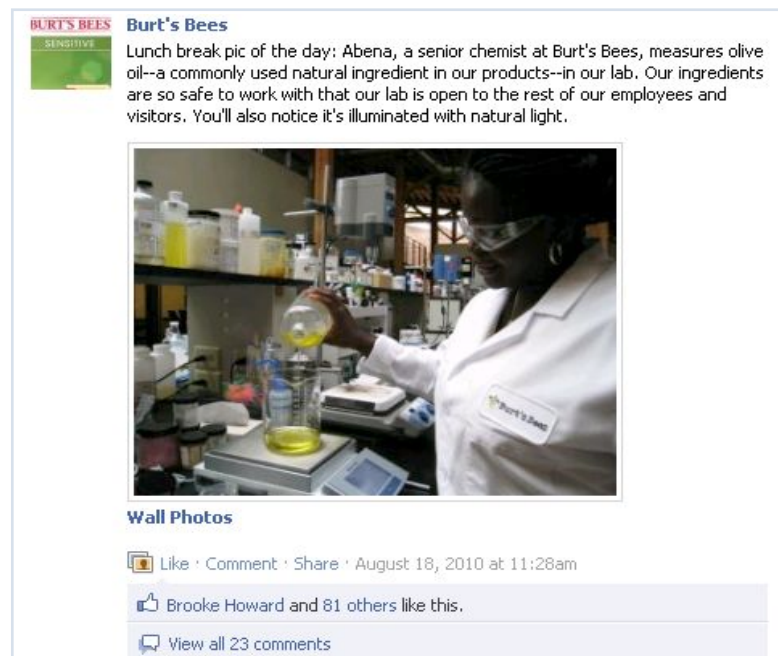 BURT'S BEES
SENSITIVE
Burt's Bees
Lunch break pic of the day: Abena, a senior chemist at Burt's Bees, measures olive
oil--a commonly used natural ingredient in our products--in our lab. Our ingredients
are so safe to work with that our lab is open to the rest of our employees and
visitors. You'll also notice it's illuminated with natural light.
Burt's Bees
Wall Photos
Like · Comment · Share · August 18, 2010 at 11:28am
Brooke Howard and 81 others like this.
View all 23 comments